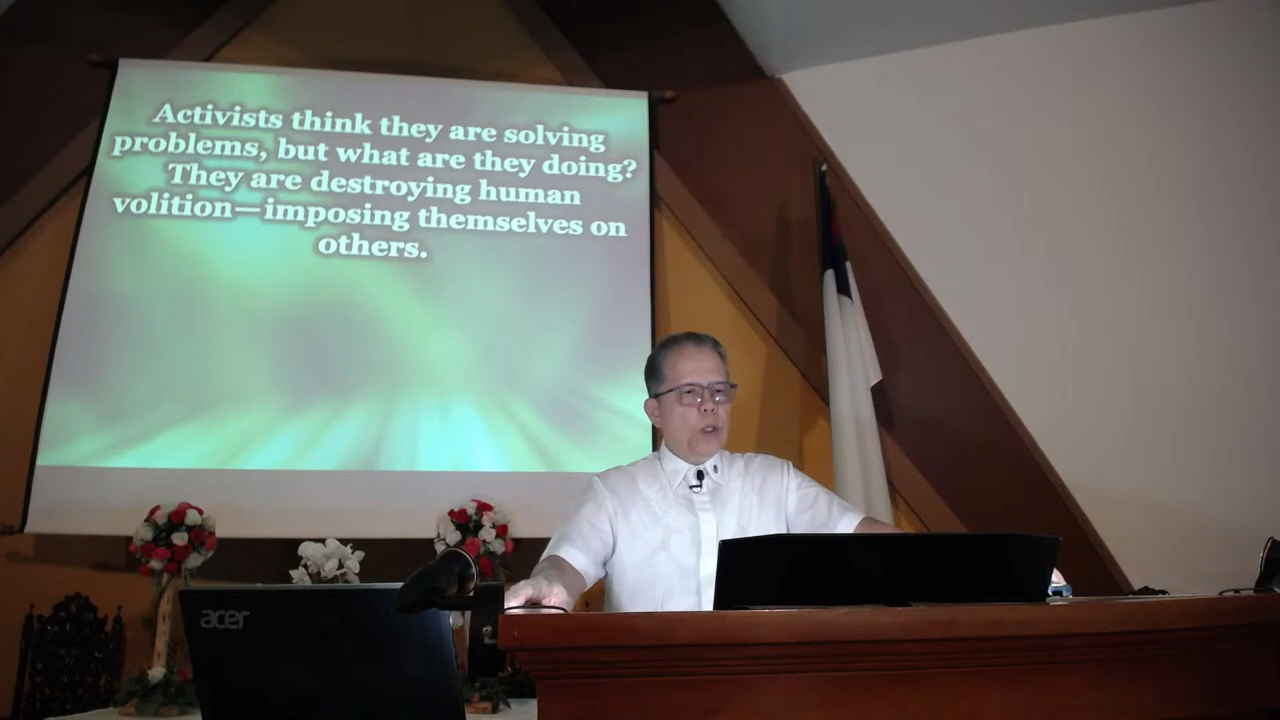 Activists think they are solving
problems, but what are they doing?
They are destroying human
volition—imposing themselves on
others.
acer